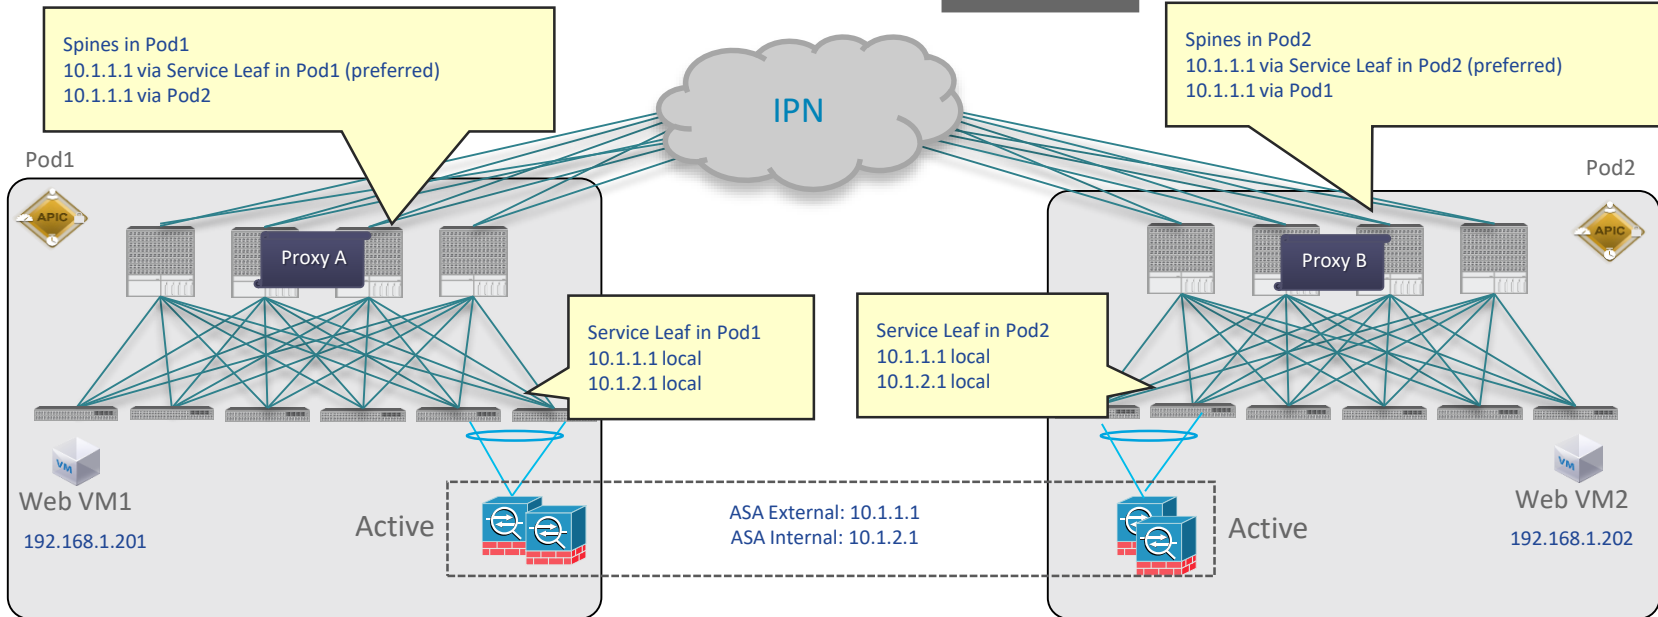 Spines in Pod1
10.1.1.1 via Service Leaf in Pod1 (preferred)
10.1.1.1 via Pod2
Spines in Pod2
10.1.1.1 via Service Leaf in Pod2 (preferred)
10.1.1.1 via Pod1
IPN
Pod1
Pod2
APIC
APIC
Proxy A
Proxy B
Service Leaf in Pod1
10.1.1.1 local
10.1.2.1 local
Service Leaf in Pod2
10.1.1.1 local
10.1.2.1 local
VM
Web VM1
192.168.1.201
VM
Web VM2
192.168.1.202
Active
ASA External: 10.1.1.1
ASA Internal: 10.1.2.1
Active